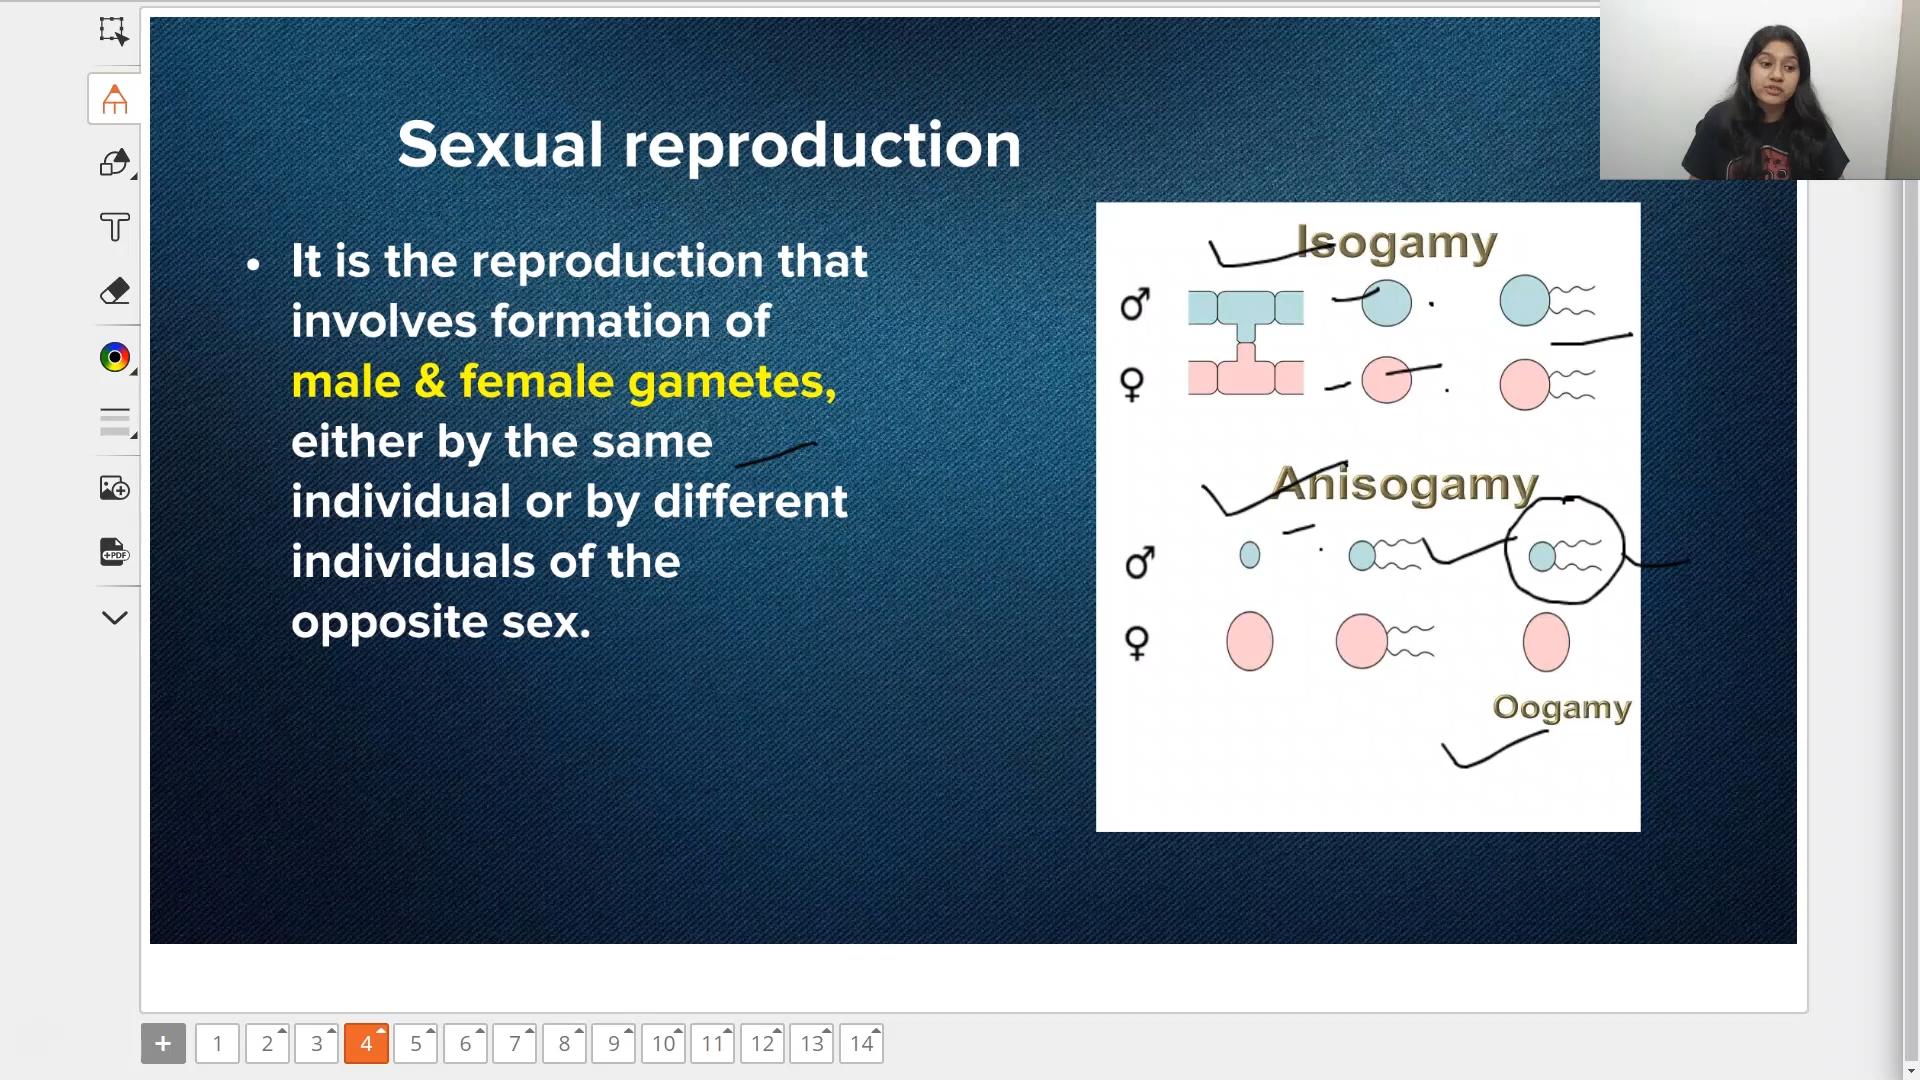 Sexual reproduction
• It is the reproduction that
involves formation of
male & female gametes,
either by the same
individual or by different
individuals of the
opposite sex.
Isogamy
♂
♀
Anisogamy
♂
♀
Oogamy
T
+PDF
+ 1 2 3 4 5 6 7 8 9 10 11 12 13 14